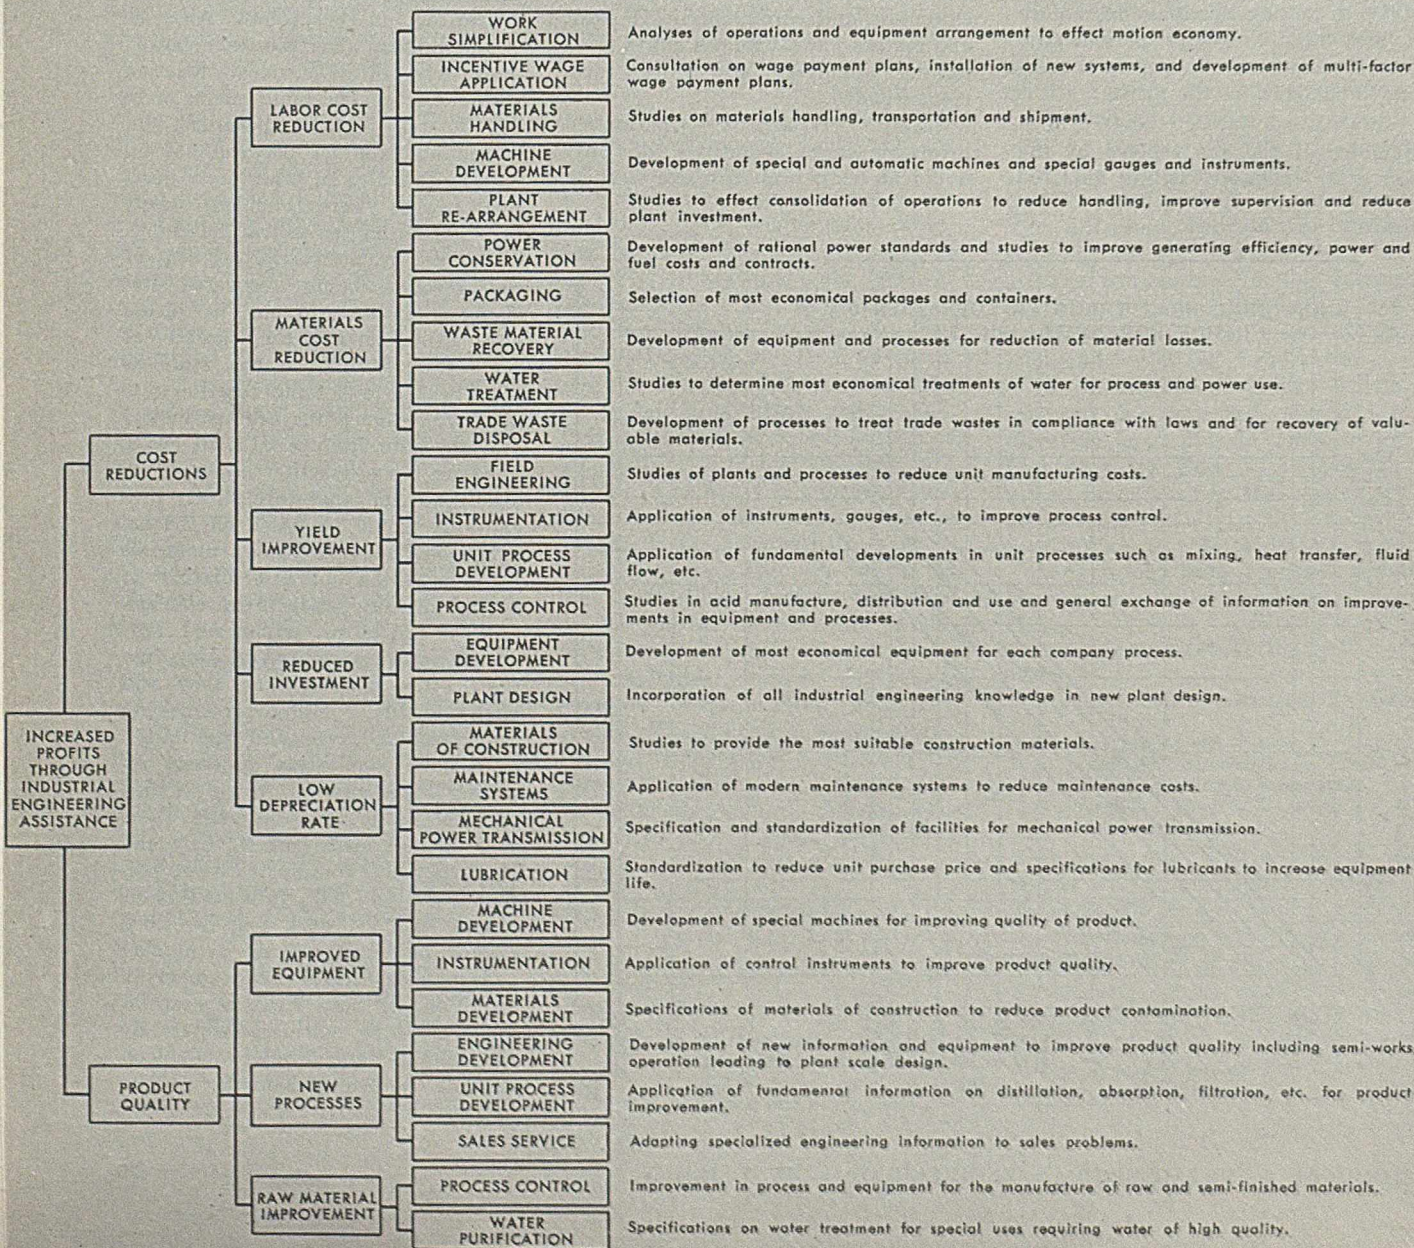 INCREASED
PROFITS
THROUGH
INDUSTRIAL
ENGINEERING
ASSISTANCE
COST
REDUCTIONS
LABOR COST
REDUCTION
WORK
SIMPLIFICATION
Analyses of operations and equipment arrangement to effect motion economy.
INCENTIVE WAGE
APPLICATION
Consultation on wage payment plans, installation of new systems, and development of multi-factor
wage payment plans.
MATERIALS
HANDLING
Studies on materials handling, transportation and shipment.
MACHINE
DEVELOPMENT
Development of special and automatic machines and special gauges and instruments.
PLANT
RE-ARRANGEMENT
Studies to effect consolidation of operations to reduce handling, improve supervision and reduce
plant investment.
MATERIALS
COST
REDUCTION
POWER
CONSERVATION
Development of rational power standards and studies to improve generating efficiency, power and
fuel costs and contracts.
PACKAGING
Selection of most economical packages and containers.
WASTE MATERIAL
RECOVERY
Development of equipment and processes for reduction of material losses.
WATER
TREATMENT
Studies to determine most economical treatments of water for process and power use.
TRADE WASTE
DISPOSAL
Development of processes to treat trade wastes in compliance with laws and for recovery of valu-
able materials.
YIELD
IMPROVEMENT
FIELD
ENGINEERING
Studies of plants and processes to reduce unit manufacturing costs.
INSTRUMENTATION
Application of instruments, gauges, etc., to improve process control.
UNIT PROCESS
DEVELOPMENT
Application of fundamental developments in unit processes such as mixing, heat transfer, fluid
flow, etc.
PROCESS CONTROL
Studies in acid manufacture, distribution and use and general exchange of information on improve-
ments in equipment and processes.
REDUCED
INVESTMENT
EQUIPMENT
DEVELOPMENT
Development of most economical equipment for each company process.
PLANT DESIGN
Incorporation of all industrial engineering knowledge in new plant design.
LOW
DEPRECIATION
RATE
MATERIALS
OF CONSTRUCTION
Studies to provide the most suitable construction materials.
MAINTENANCE
SYSTEMS
Application of modern maintenance systems to reduce maintenance costs.
MECHANICAL
POWER TRANSMISSION
Specification and standardization of facilities for mechanical power transmission.
LUBRICATION
Standardization to reduce unit purchase price and specifications for lubricants to increase equipment
life.
PRODUCT
QUALITY
IMPROVED
EQUIPMENT
MACHINE
DEVELOPMENT
Development of special machines for improving quality of product.
INSTRUMENTATION
Application of control instruments to improve product quality.
MATERIALS
DEVELOPMENT
Specifications of materials of construction to reduce product contamination.
NEW
PROCESSES
ENGINEERING
DEVELOPMENT
Development of new information and equipment to improve product quality including semi-works
operation leading to plant scale design.
UNIT PROCESS
DEVELOPMENT
Application of fundamental information on distillation, absorption, filtration, etc. for product
improvement.
SALES SERVICE
Adapting specialized engineering information to sales problems.
RAW MATERIAL
IMPROVEMENT
PROCESS CONTROL
Improvement in process and equipment for the manufacture of raw and semi-finished materials.
WATER
PURIFICATION
Specifications on water treatment for special uses requiring water of high quality.